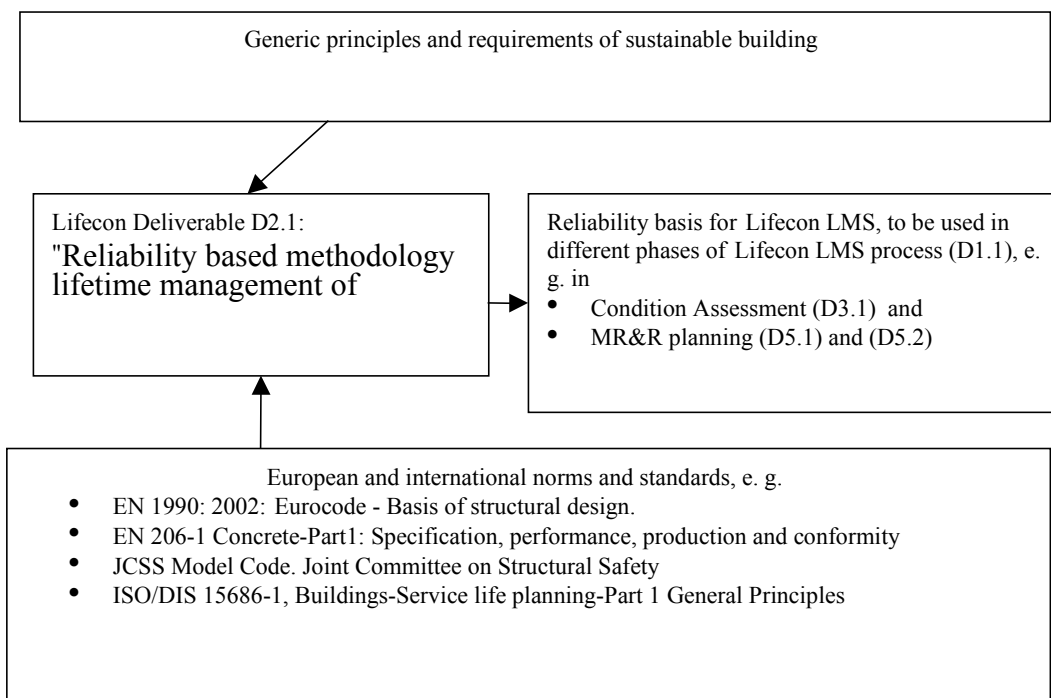 Generic principles and requirements of sustainable building
Lifecon Deliverable D2.1:
"Reliability based methodology
lifetime management of
Reliability basis for Lifecon LMS, to be used in
different phases of Lifecon LMS process (D1.1), e.
g. in
• Condition Assessment (D3.1) and
• MR&R planning (D5.1) and (D5.2)
European and international norms and standards, e. g.
• EN 1990: 2002: Eurocode - Basis of structural design.
• EN 206-1 Concrete-Part1: Specification, performance, production and conformity
• JCSS Model Code. Joint Committee on Structural Safety
• ISO/DIS 15686-1, Buildings-Service life planning-Part 1 General Principles